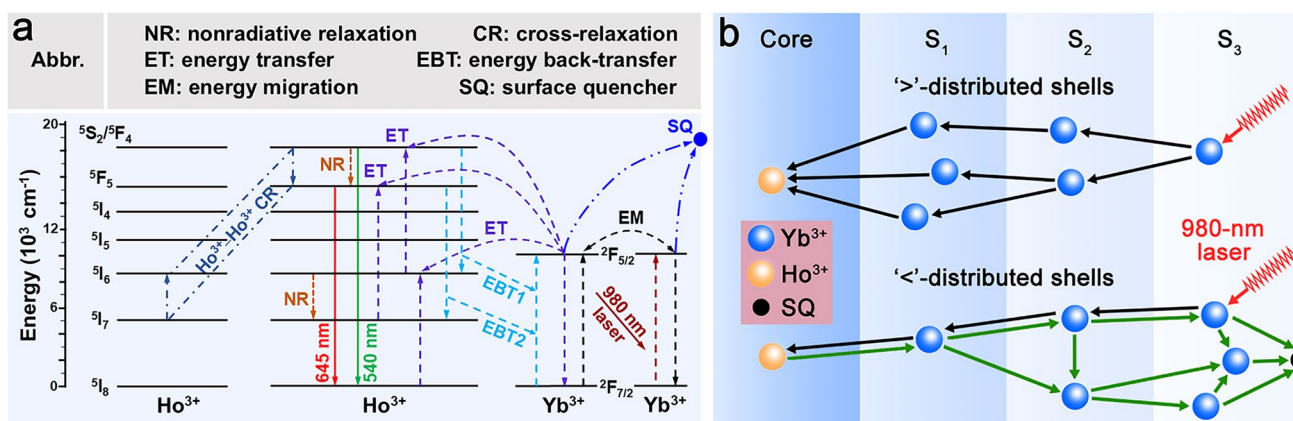 a
Abbr.
NR: nonradiative relaxation CR: cross-relaxation
ET: energy transfer EBT: energy back-transfer
EM: energy migration SQ: surface quencher
Energy (10³ cm⁻¹)
20
12
6
0
⁵S₂/⁵F₄
⁵F₅
⁵I₄
⁵I₅
⁵I₆
⁵I₇
⁵I₈
Ho³⁺-Ho³⁺ CR
NR
NR
645 nm
540 nm
ET
ET
ET
EBT1
EBT2
EM
SQ
²F₅/₂
²F₇/₂
980 nm
laser
Ho³⁺
Ho³⁺
Yb³⁺
Yb³⁺
b
Core
S₁
S₂
S₃
'>'-distributed shells
Yb³⁺
Ho³⁺
SQ
980-nm
laser
'<'-distributed shells